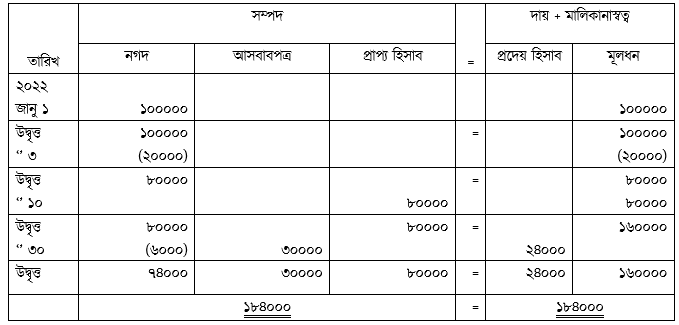 সম্পদ দায় + মালিকানাস্বত্ব
তারিখ নগদ আসবাবপত্র প্রাপ্য হিসাব = প্রদেয় হিসাব মূলধন
২০২২
জানু ১ ১০০০০০ ১০০০০০
উদ্বৃত্ত ১০০০০০ = ১০০০০০
“ ৩ (২০০০০) (২০০০০)
উদ্বৃত্ত ৮০০০০ = ৮০০০০
“ ১০ ৮০০০০ ৮০০০০
উদ্বৃত্ত ৮০০০০ ৮০০০০ = ১৬০০০০
“ ৩০ (৬০০০) ৩০০০০ ২৪০০০
উদ্বৃত্ত ৭৪০০০ ৩০০০০ ৮০০০০ = ২৪০০০ ১৬০০০০
১৮৪০০০ = ১৮৪০০০